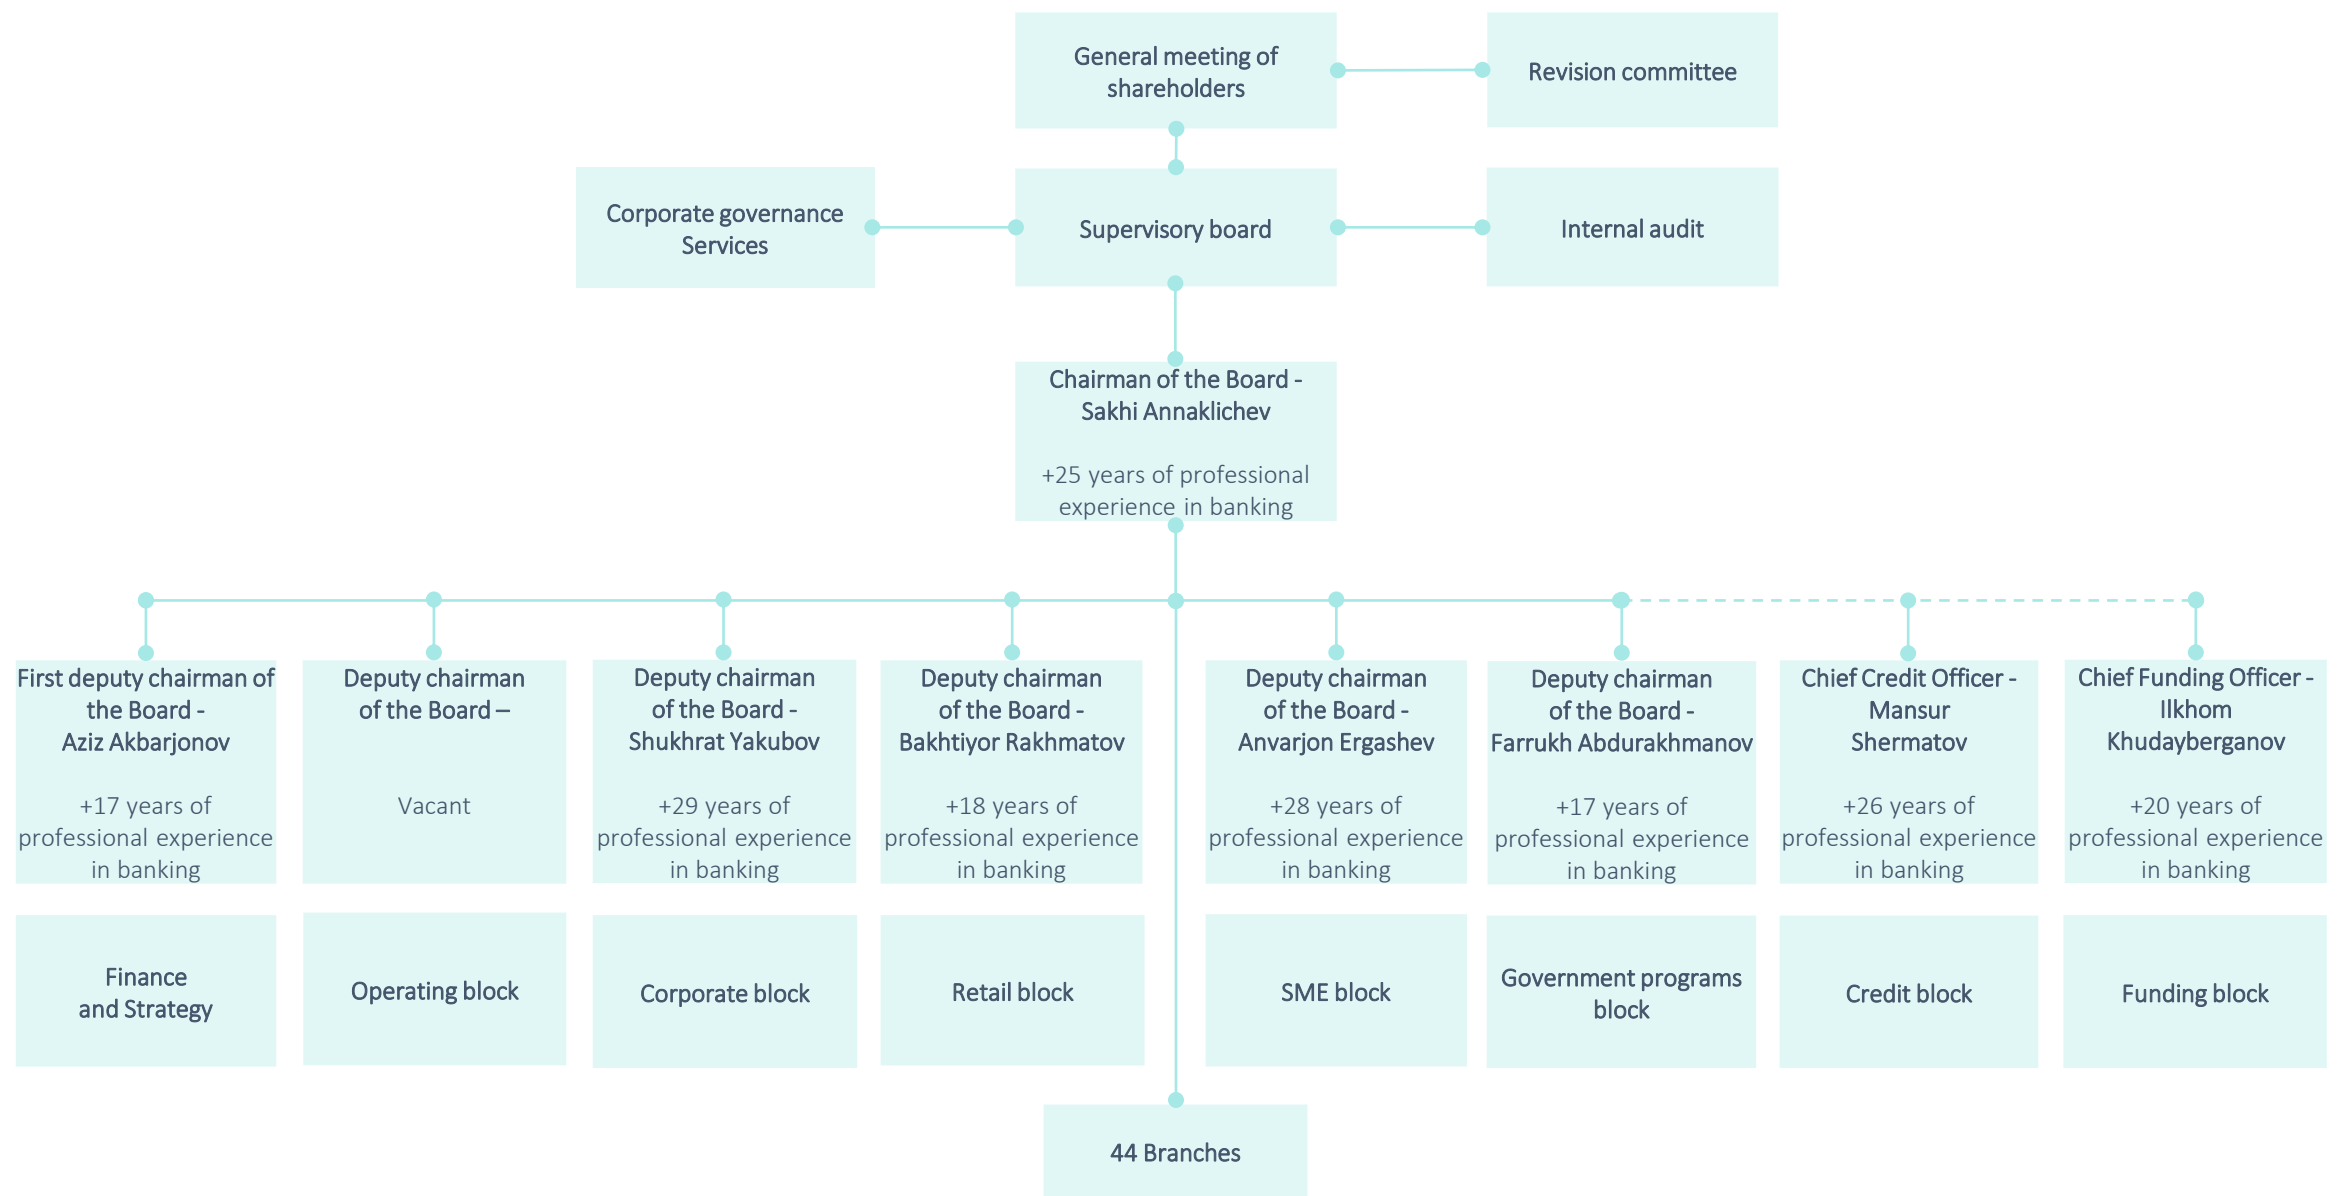 General meeting of
shareholders
Revision committee
Corporate governance
Services
Supervisory board
Internal audit
Chairman of the Board -
Sakhi Annaklichev
+25 years of professional
experience in banking
First deputy chairman of
the Board -
Aziz Akbarjonov
+17 years of
professional experience
in banking
Deputy chairman
of the Board –
Vacant
Deputy chairman
of the Board -
Shukhrat Yakubov
+29 years of
professional experience
in banking
Deputy chairman
of the Board -
Bakhtiyor Rakhmatov
+18 years of
professional experience
in banking
Deputy chairman
of the Board -
Anvarjon Ergashev
+28 years of
professional experience
in banking
Deputy chairman
of the Board -
Farrukh Abdurakhmanov
+17 years of
professional experience
in banking
Chief Credit Officer -
Mansur
Shermatov
+26 years of
professional experience
in banking
Chief Funding Officer -
Ilkhom
Khudayberganov
+20 years of
professional experience
in banking
Finance
and Strategy
Operating block
Corporate block
Retail block
SME block
Government programs
block
Credit block
Funding block
44 Branches